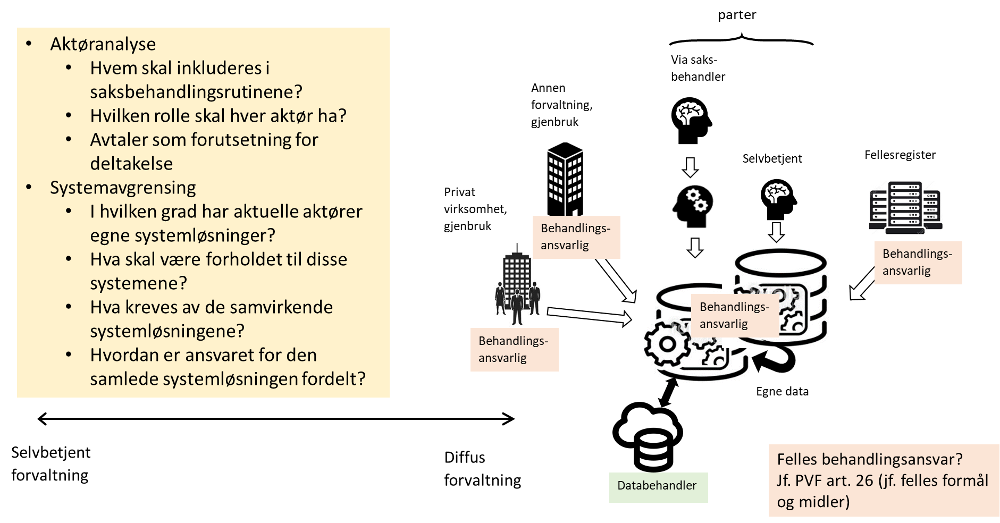 • Aktøranalyse
• Hvem skal inkluderes i
saksbehandlingsrutinene?
• Hvilken rolle skal hver aktør ha?
• Avtaler som forutsetning for
deltakelse
• Systemavgrensing
• I hvilken grad har aktuelle aktører
egne systemløsninger?
• Hva skal være forholdet til disse
systemene?
• Hva kreves av de samvirkende
systemløsningene?
• Hvordan er ansvaret for den
samlede systemløsningen fordelt?
Selvbetjent
forvaltning
Diffus
forvaltning
parter
Via saks-
behandler
Annen
forvaltning,
gjenbruk
Selvbetjent
Fellesregister
Privat
virksomhet,
gjenbruk
Behandlings-
ansvarlig
Behandlings-
ansvarlig
Behandlings-
ansvarlig
Behandlings-
ansvarlig
Egne data
Databehandler
Felles behandlingsansvar?
Jf. PVF art. 26 (jf. felles formål
og midler)